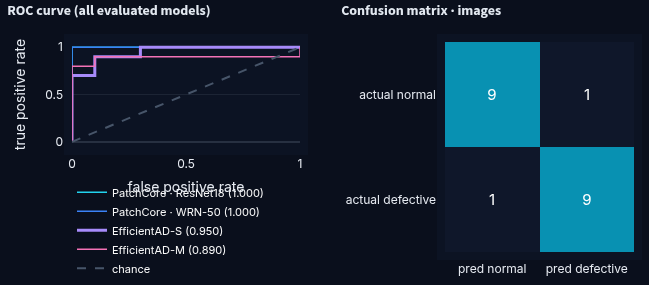 ROC curve (all evaluated models)
true positive rate
1
0.5
0
0
0.5
1
false positive rate
PatchCore · ResNet18 (1.000)
PatchCore · WRN-50 (1.000)
EfficientAD-S (0.950)
EfficientAD-M (0.890)
chance
Confusion matrix · images
actual normal
9
1
actual defective
1
9
pred normal
pred defective